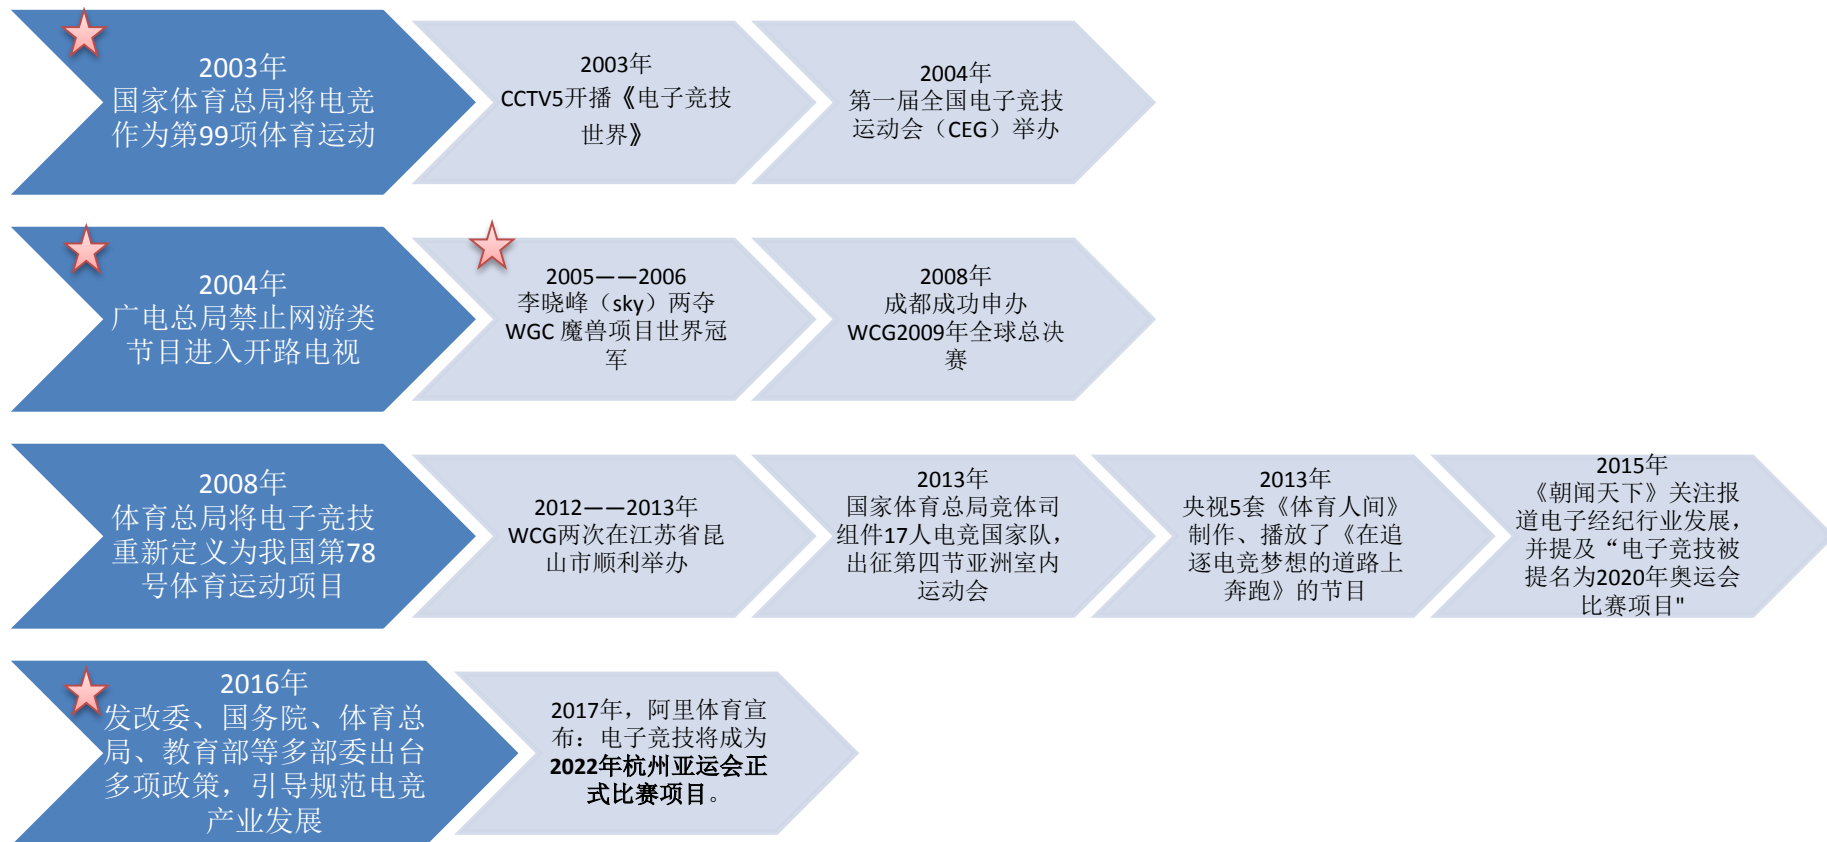 2003年
国家体育总局将电竞
作为第99项体育运动
2003年
CCTV5开播《电子竞技
世界》
2004年
第一届全国电子竞技
运动会（CEG）举办
2004年
广电总局禁止网游类
节目进入开路电视
2005——2006
李晓峰（sky）两夺
WGC 魔兽项目世界冠
军
2008年
成都成功申办
WCG2009年全球总决
赛
2008年
体育总局将电子竞技
重新定义为我国第78
号体育运动项目
2012——2013年
WCG两次在江苏省昆
山市顺利举办
2013年
国家体育总局竞体司
组件17人电竞国家队，
出征第四节亚洲室内
运动会
2013年
央视5套《体育人间》
制作、播放了《在追
逐电竞梦想的道路上
奔跑》的节目
2015年
《朝闻天下》关注报
道电子经纪行业发展，
并提及“电子竞技被
提名为2020年奥运会
比赛项目"
2016年
发改委、国务院、体育总
局、教育部等多部委出台
多项政策，引导规范电竞
产业发展
2017年，阿里体育宣
布：电子竞技将成为
2022年杭州亚运会正
式比赛项目。